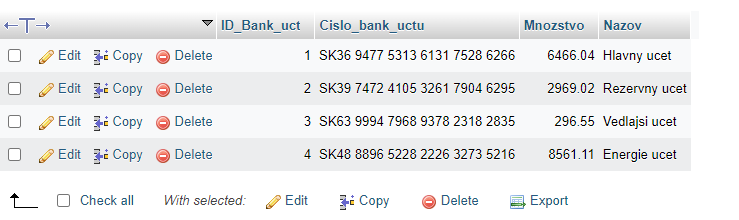 ID_Bank_uct Cislo_bank_uctu Mnozstvo Nazov
Edit Copy Delete 1 SK36 9477 5313 6131 7528 6266 6466.04 Hlavny ucet
Edit Copy Delete 2 SK39 7472 4105 3261 7904 6295 2969.02 Rezervny ucet
Edit Copy Delete 3 SK63 9994 7968 9378 2318 2835 296.55 Vedlajsi ucet
Edit Copy Delete 4 SK48 8896 5228 2226 3273 5216 8561.11 Energie ucet
Check all With selected: Edit Copy Delete Export